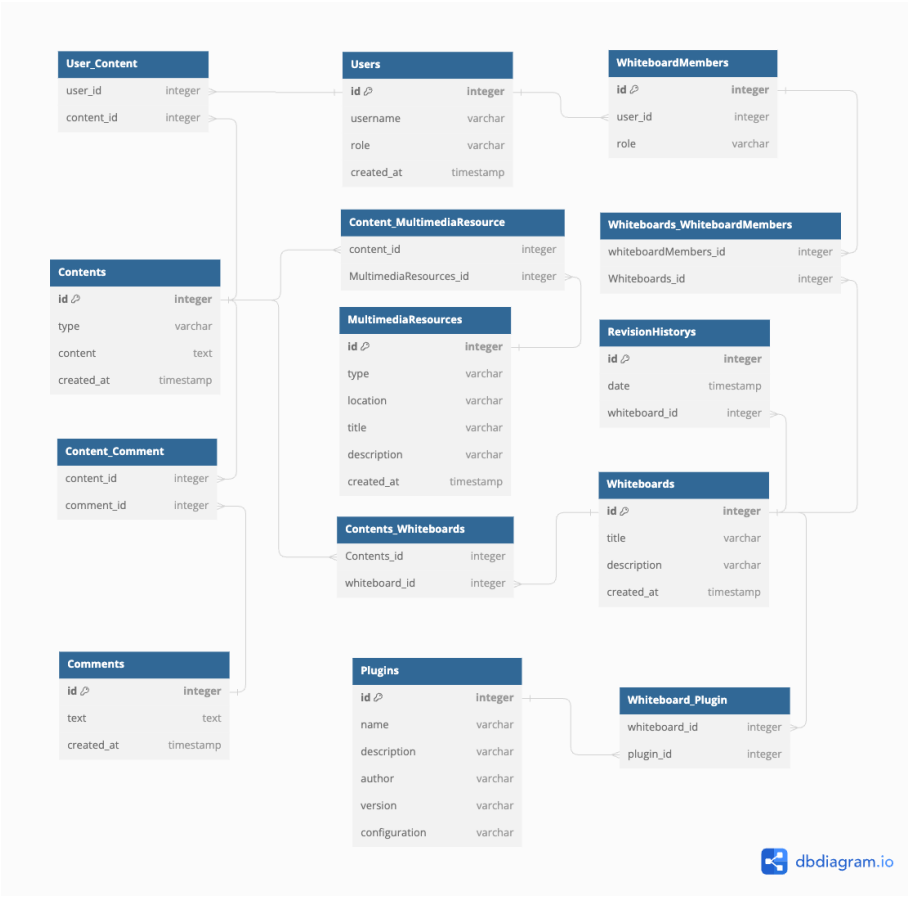 User_Content
user_id integer
content_id integer
Users
id integer
username varchar
role varchar
created_at timestamp
WhiteboardMembers
id integer
user_id integer
role varchar
Content_MultimediaResource
content_id integer
MultimediaResources_id integer
Whiteboards_WhiteboardMembers
whiteboardMembers_id integer
Whiteboards_id integer
Contents
id integer
type varchar
content text
created_at timestamp
MultimediaResources
id integer
type varchar
location varchar
title varchar
description varchar
created_at timestamp
RevisionHistorys
id integer
date timestamp
whiteboard_id integer
Content_Comment
content_id integer
comment_id integer
Contents_Whiteboards
Contents_id integer
whiteboard_id integer
Whiteboards
id integer
title varchar
description varchar
created_at timestamp
Comments
id integer
text text
created_at timestamp
Plugins
id integer
name varchar
description varchar
author varchar
version varchar
configuration varchar
Whiteboard_Plugin
whiteboard_id integer
plugin_id integer
dbdiagram.io